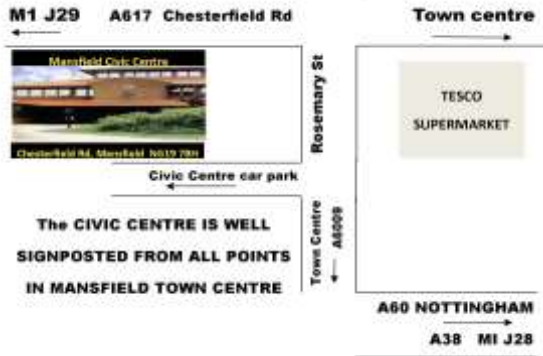 M1 J29 A617 Chesterfield Rd
Town centre
Mansfield Civic Centre
Chesterfield Rd, Mansfield NG19 7BH
Rosemary St
TESCO
SUPERMARKET
Civic Centre car park
The CIVIC CENTRE IS WELL
SIGNPOSTED FROM ALL POINTS
IN MANSFIELD TOWN CENTRE
Town Centre
A6009
A60 NOTTINGHAM
A38 MI J28